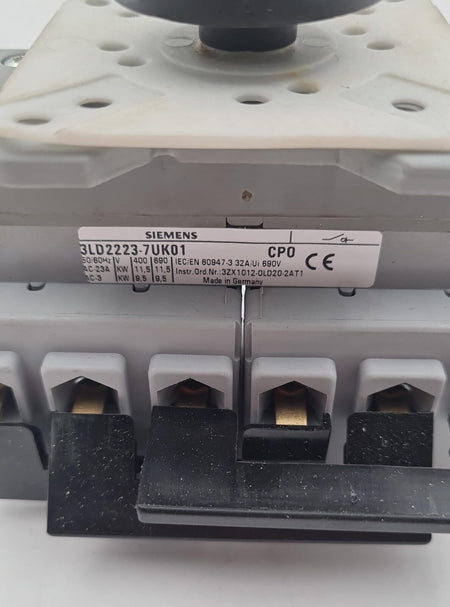 SIEMENS
3LD2223-7UK01 CPO CE
50/60Hz V 400 690 IEC/EN 60947-3 32A/Ui 690V
AC-23A KW 11,5 11,5 Instr.Ord.Nr.:3ZX1012-0LD20-2AT1
AC-3 KW 9,5 9,5 Made in Germany